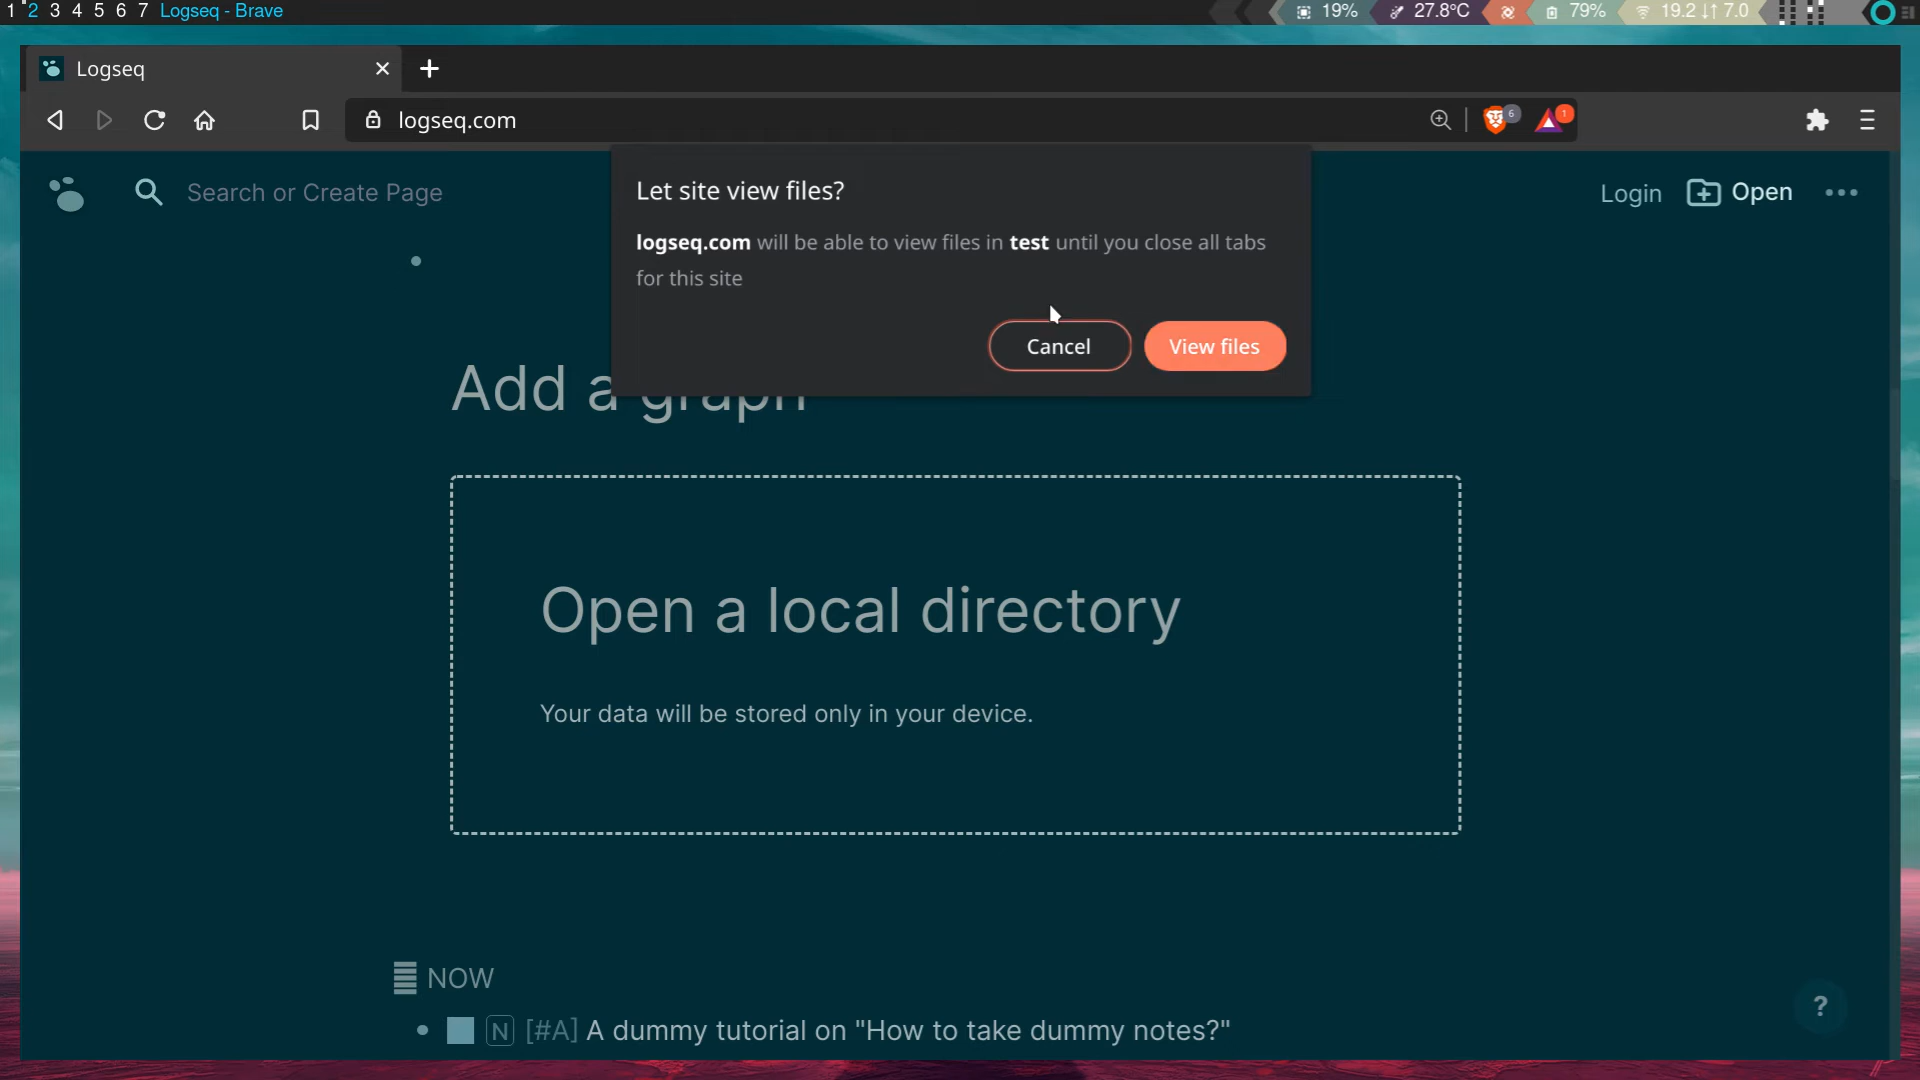 1 2 3 4 5 6 7 Logseq - Brave 19% 27.8°C 79% 19.2 ↓↑ 7.0
Logseq
logseq.com 6 1
Search or Create Page Login Open
Let site view files?
logseq.com will be able to view files in test until you close all tabs
for this site
Cancel View files
Add a graph
Open a local directory
Your data will be stored only in your device.
NOW
N [#A] A dummy tutorial on "How to take dummy notes?"
?